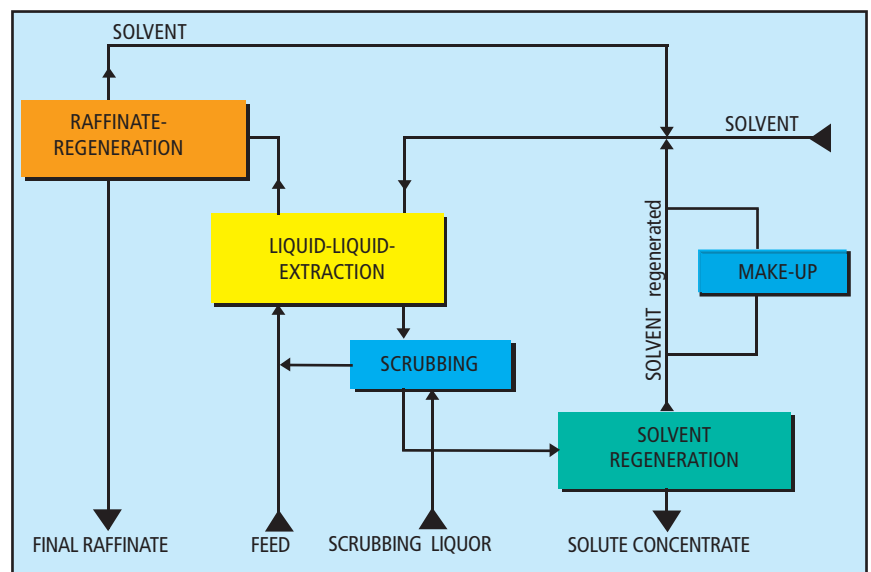 SOLVENT
RAFFINATE-
REGENERATION
SOLVENT
LIQUID-LIQUID-
EXTRACTION
SOLVENT regenerated
MAKE-UP
SCRUBBING
SOLVENT
REGENERATION
FINAL RAFFINATE
FEED
SCRUBBING LIQUOR
SOLUTE CONCENTRATE